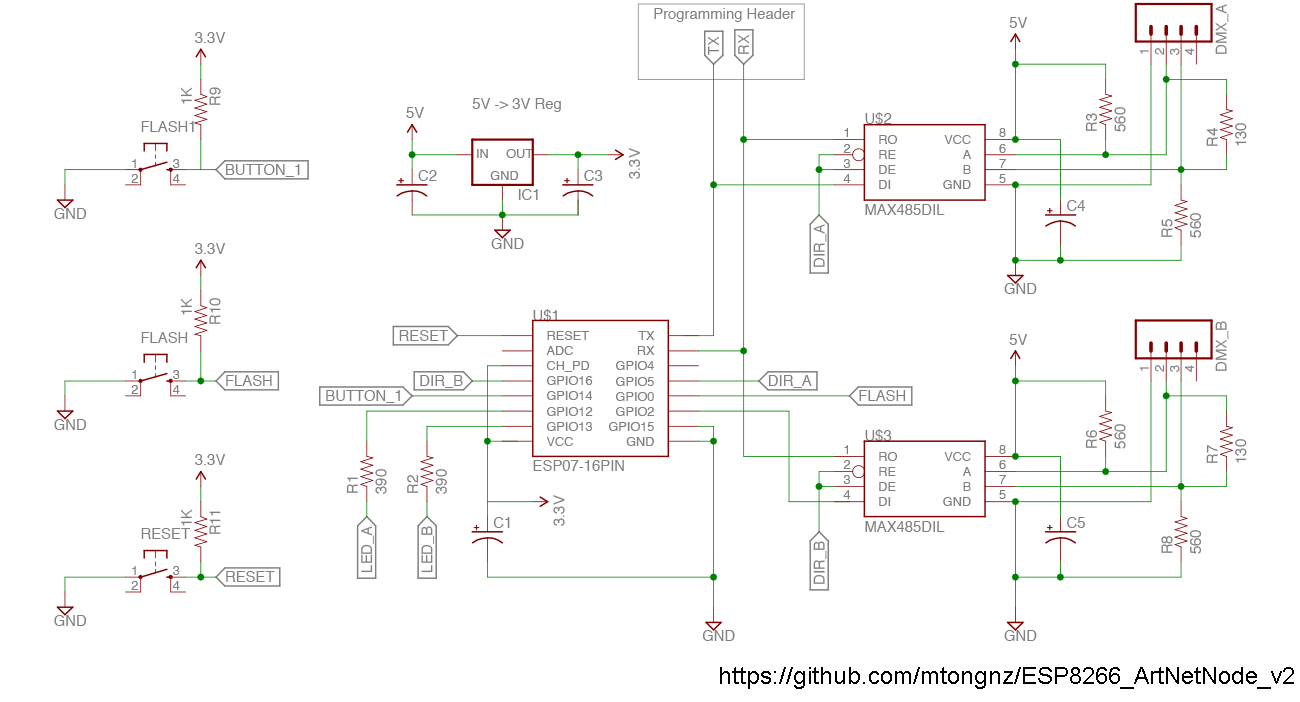 Programming Header
TX
RX
3.3V
1K
R9
FLASH1
1
3
2
4
BUTTON_1
GND
5V
5V -> 3V Reg
IN
OUT
GND
IC1
C2
C3
3.3V
GND
5V
DMX_A
1
2
3
4
R3
560
R4
130
U$2
1
RO
VCC
8
2
RE
A
6
3
DE
B
7
4
DI
GND
5
MAX485DIL
C4
R5
560
DIR_A
GND
3.3V
1K
R10
FLASH
1
3
2
4
FLASH
GND
U$1
RESET
RESET
TX
ADC
RX
CH_PD
GPIO4
DIR_B
GPIO16
GPIO5
DIR_A
BUTTON_1
GPIO14
GPIO0
FLASH
GPIO12
GPIO2
GPIO13
GPIO15
VCC
GND
ESP07-16PIN
R1
390
R2
390
LED_A
LED_B
3.3V
C1
GND
5V
DMX_B
1
2
3
4
R6
560
R7
130
U$3
1
RO
VCC
8
2
RE
A
6
3
DE
B
7
4
DI
GND
5
MAX485DIL
C5
R8
560
DIR_B
GND
3.3V
1K
R11
RESET
1
3
2
4
RESET
GND
https://github.com/mtongnz/ESP8266_ArtNetNode_v2